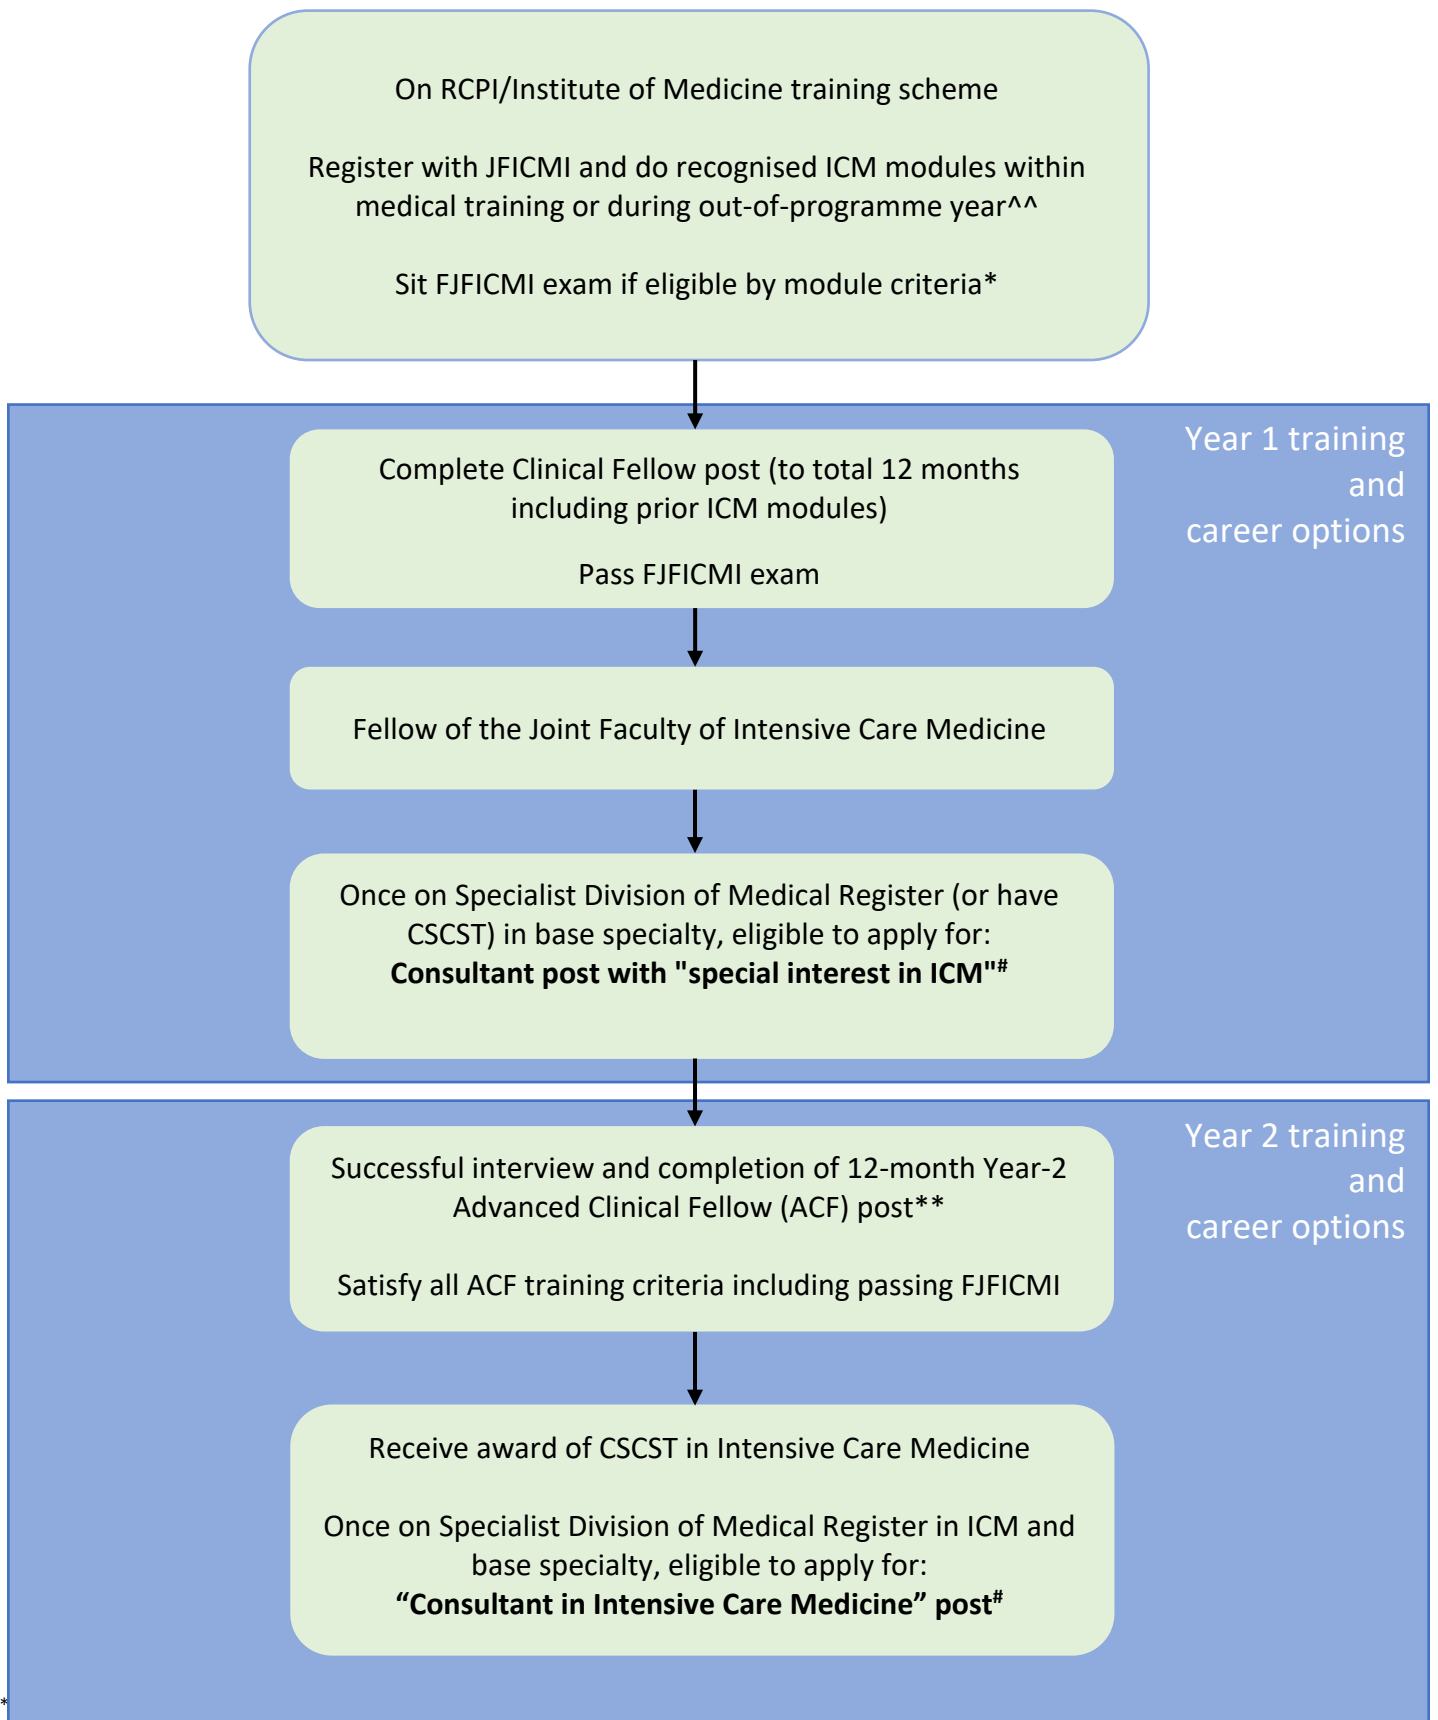 On RCPI/Institute of Medicine training scheme
Register with JFICMI and do recognised ICM modules within
medical training or during out-of-programme year^^
Sit FJFICMI exam if eligible by module criteria*
Year 1 training
and
career options
Complete Clinical Fellow post (to total 12 months
including prior ICM modules)
Pass FJFICMI exam
Fellow of the Joint Faculty of Intensive Care Medicine
Once on Specialist Division of Medical Register (or have
CSCST) in base specialty, eligible to apply for:
Consultant post with "special interest in ICM"#
Year 2 training
and
career options
Successful interview and completion of 12-month Year-2
Advanced Clinical Fellow (ACF) post**
Satisfy all ACF training criteria including passing FJFICMI
Receive award of CSCST in Intensive Care Medicine
Once on Specialist Division of Medical Register in ICM and
base specialty, eligible to apply for:
“Consultant in Intensive Care Medicine” post#
*